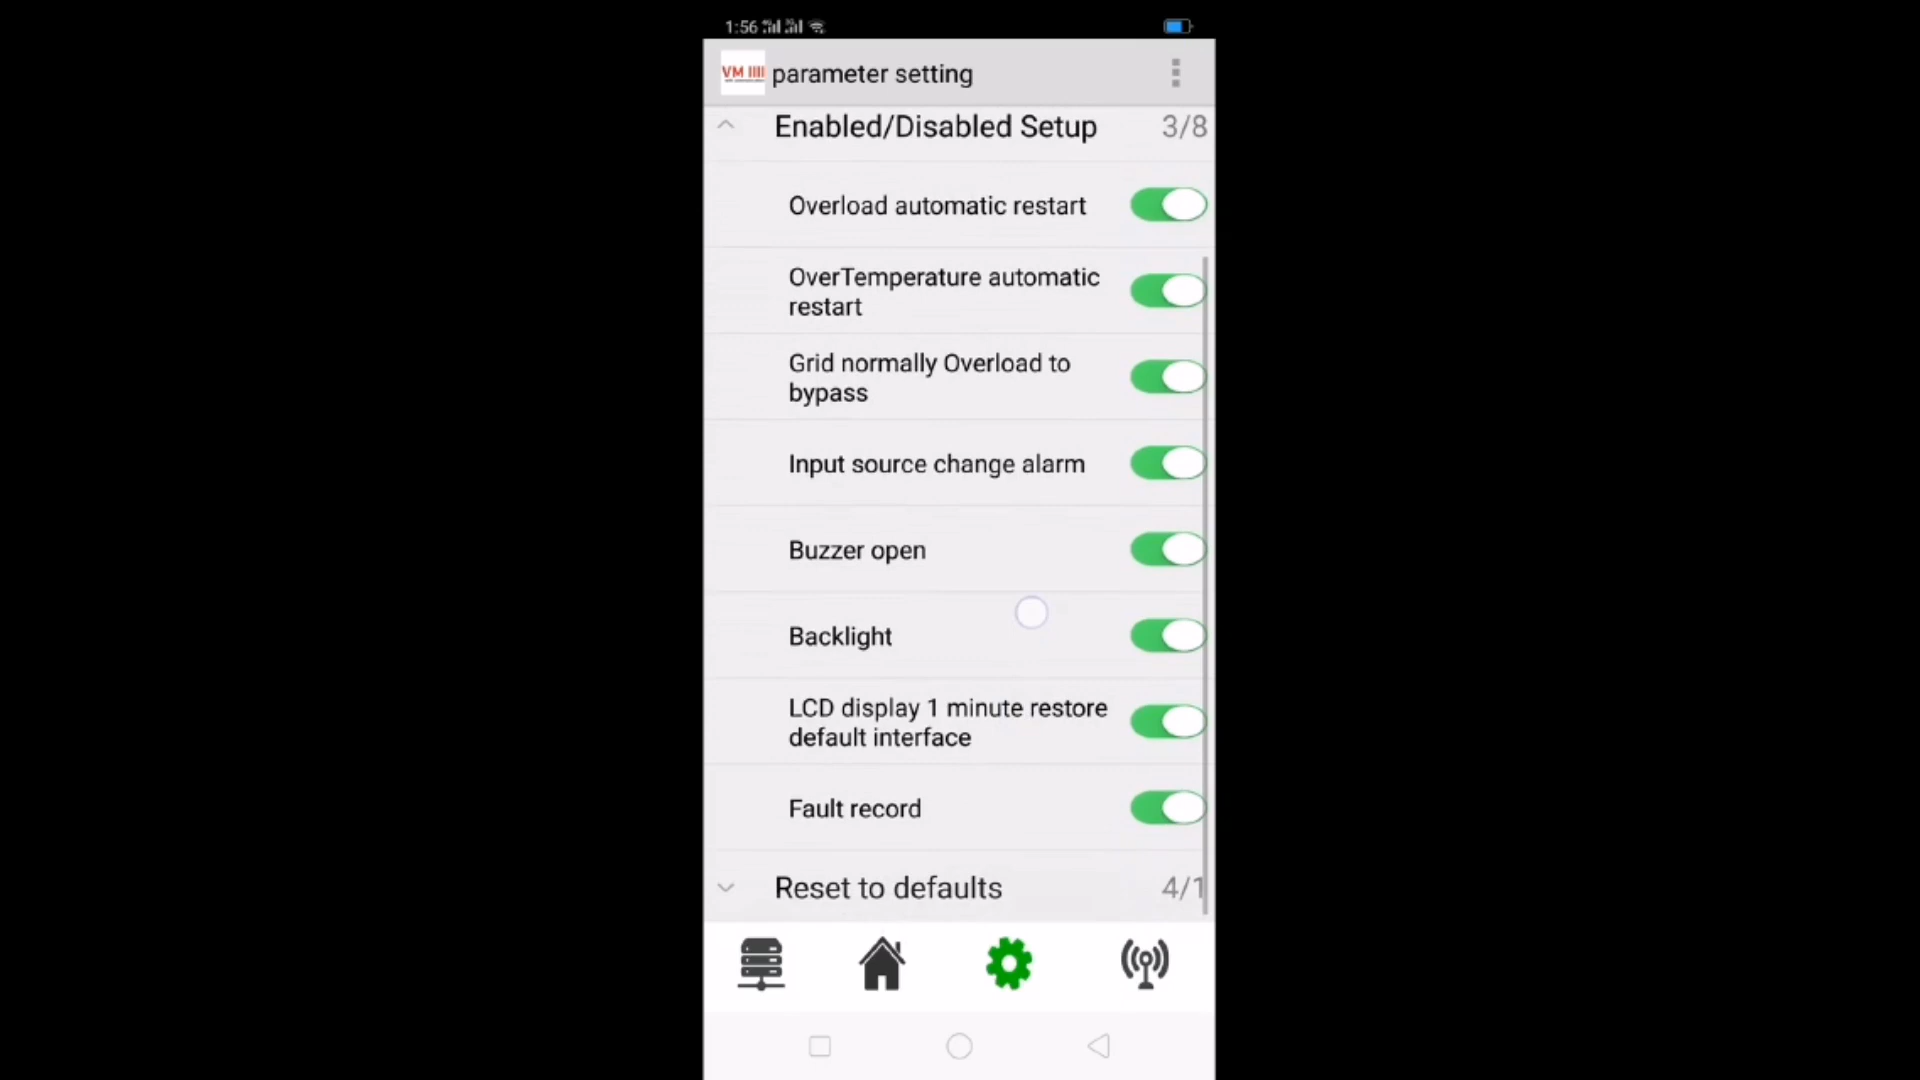 1:56
VM IIII parameter setting
Enabled/Disabled Setup 3/8
Overload automatic restart
OverTemperature automatic
restart
Grid normally Overload to
bypass
Input source change alarm
Buzzer open
Backlight
LCD display 1 minute restore
default interface
Fault record
Reset to defaults 4/1